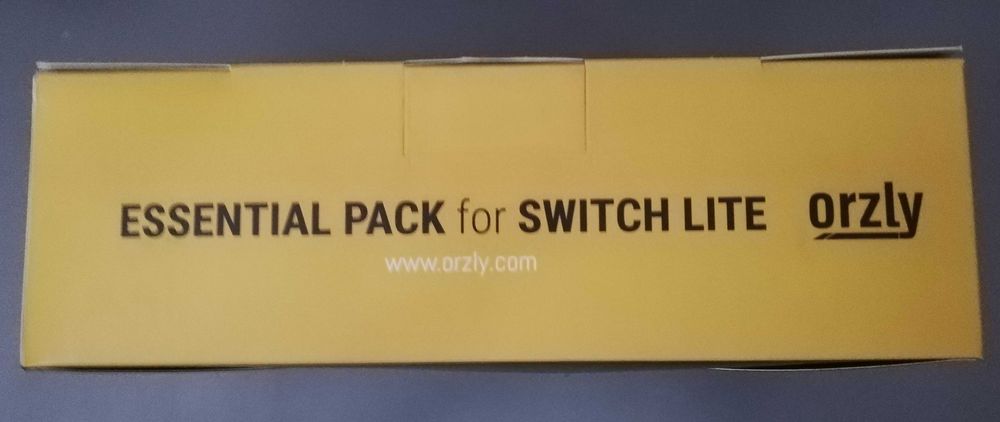 ESSENTIAL PACK for SWITCH LITE orzly
www.orzly.com